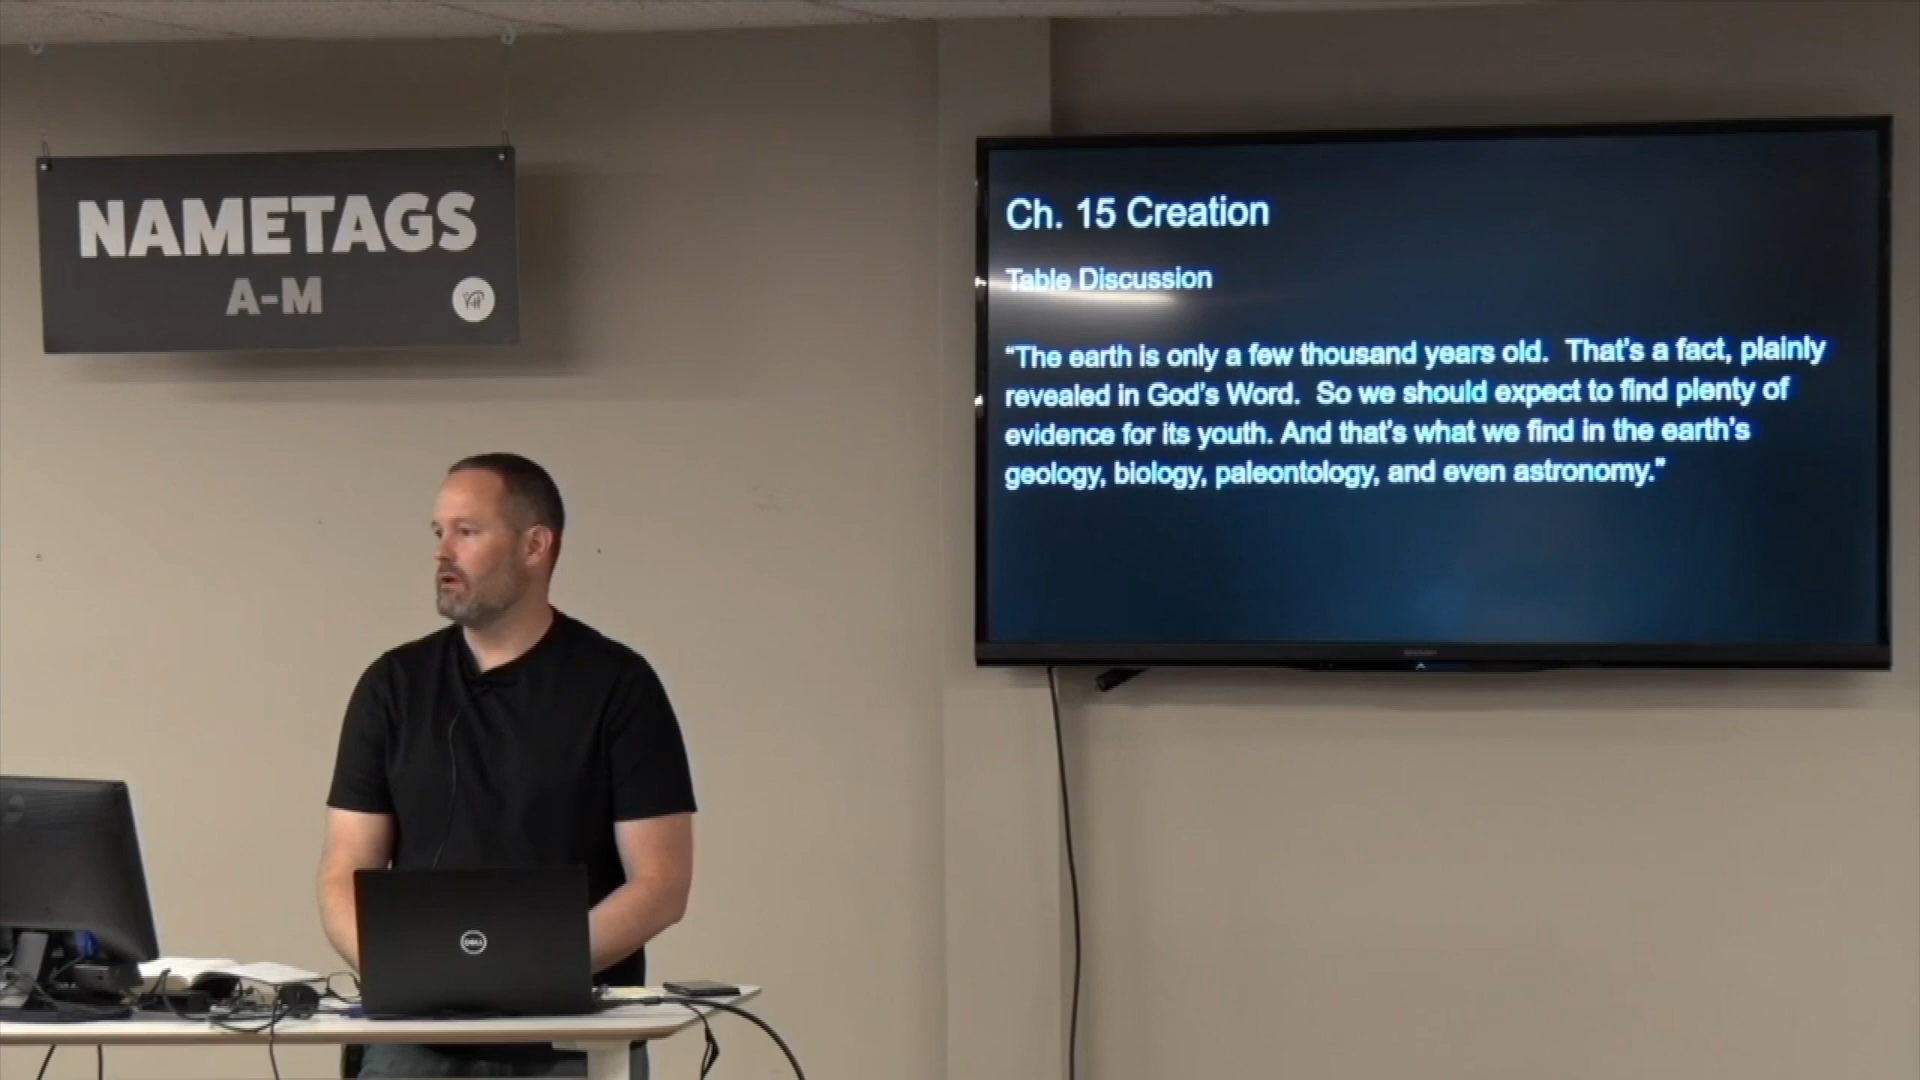 NAMETAGS
A-M
Ch. 15 Creation
Table Discussion
“The earth is only a few thousand years old.  That’s a fact, plainly
revealed in God’s Word.  So we should expect to find plenty of
evidence for its youth. And that’s what we find in the earth’s
geology, biology, paleontology, and even astronomy.”
SHARP
DELL